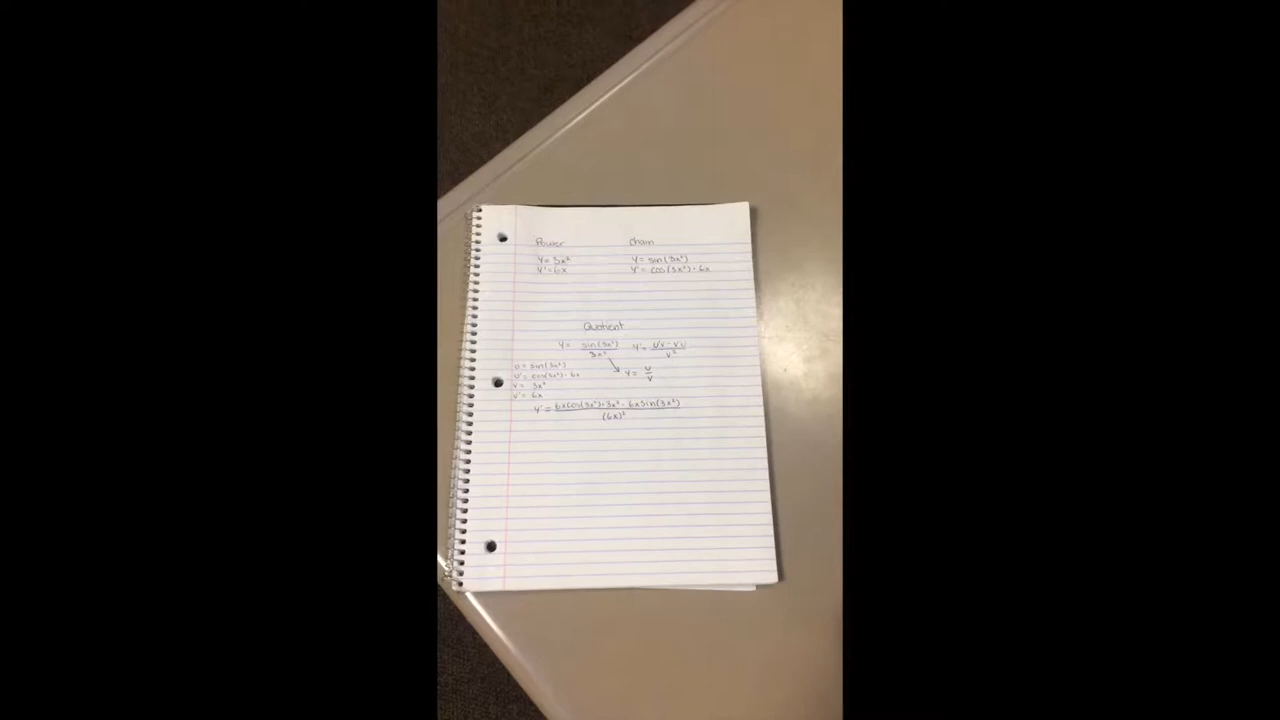 Power
Chain
y = 3x²
y' = 6x
y = sin(3x²)
y' = cos(3x²) · 6x
Quotient
y = sin(3x²) / 3x²
y' = u'v - v'u / v²
y = u / v
u = sin(3x²)
u' = cos(3x²) · 6x
v = 3x²
v' = 6x
y' = 6xcos(3x²) · 3x² - 6xsin(3x²) / (6x)²